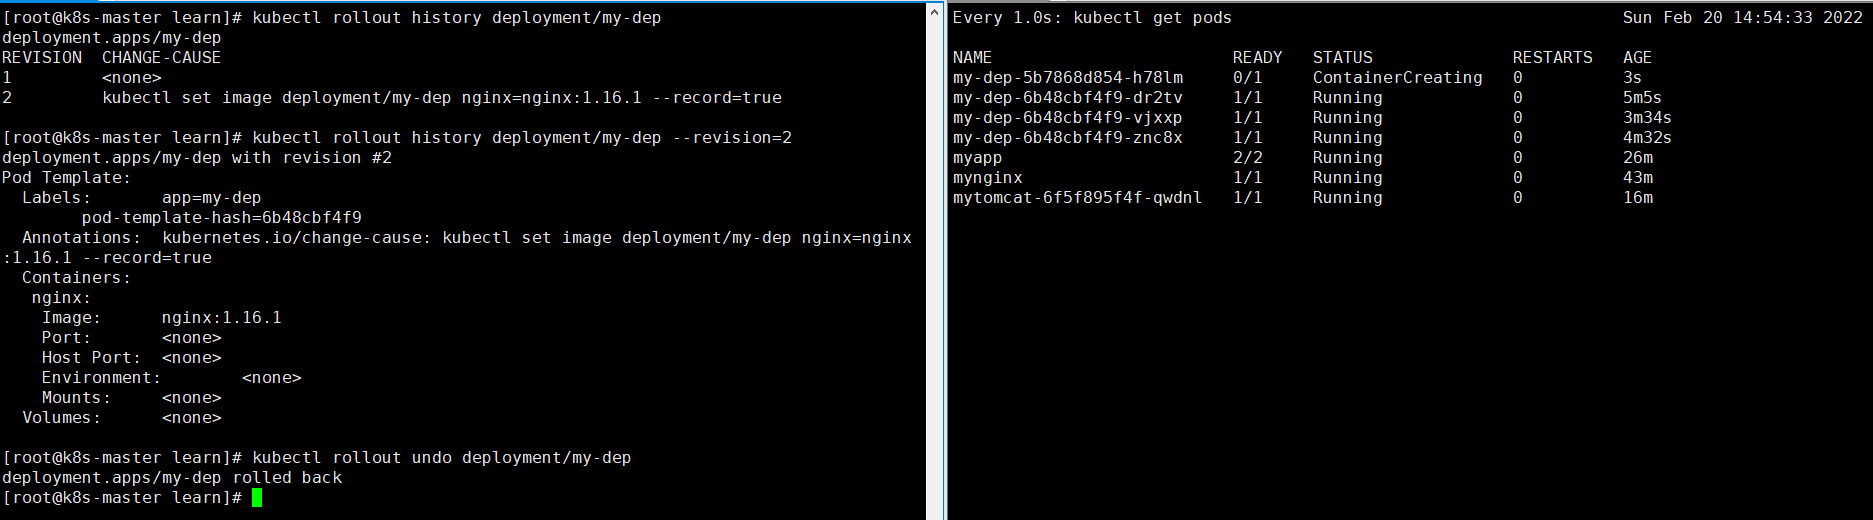 [root@k8s-master learn]# kubectl rollout history deployment/my-dep
deployment.apps/my-dep
REVISION  CHANGE-CAUSE
1         <none>
2         kubectl set image deployment/my-dep nginx=nginx:1.16.1 --record=true

[root@k8s-master learn]# kubectl rollout history deployment/my-dep --revision=2
deployment.apps/my-dep with revision #2
Pod Template:
  Labels:       app=my-dep
        pod-template-hash=6b48cbf4f9
  Annotations:  kubernetes.io/change-cause: kubectl set image deployment/my-dep nginx=nginx
:1.16.1 --record=true
  Containers:
   nginx:
    Image:      nginx:1.16.1
    Port:       <none>
    Host Port:  <none>
    Environment:        <none>
    Mounts:     <none>
  Volumes:      <none>

[root@k8s-master learn]# kubectl rollout undo deployment/my-dep
deployment.apps/my-dep rolled back
[root@k8s-master learn]#
Every 1.0s: kubectl get pods                                       Sun Feb 20 14:54:33 2022

NAME                        READY   STATUS              RESTARTS   AGE
my-dep-5b7868d854-h78lm     0/1     ContainerCreating   0          3s
my-dep-6b48cbf4f9-dr2tv     1/1     Running             0          5m5s
my-dep-6b48cbf4f9-vjxxp     1/1     Running             0          3m34s
my-dep-6b48cbf4f9-znc8x     1/1     Running             0          4m32s
myapp                       2/2     Running             0          26m
mynginx                     1/1     Running             0          43m
mytomcat-6f5f895f4f-qwdnl   1/1     Running             0          16m